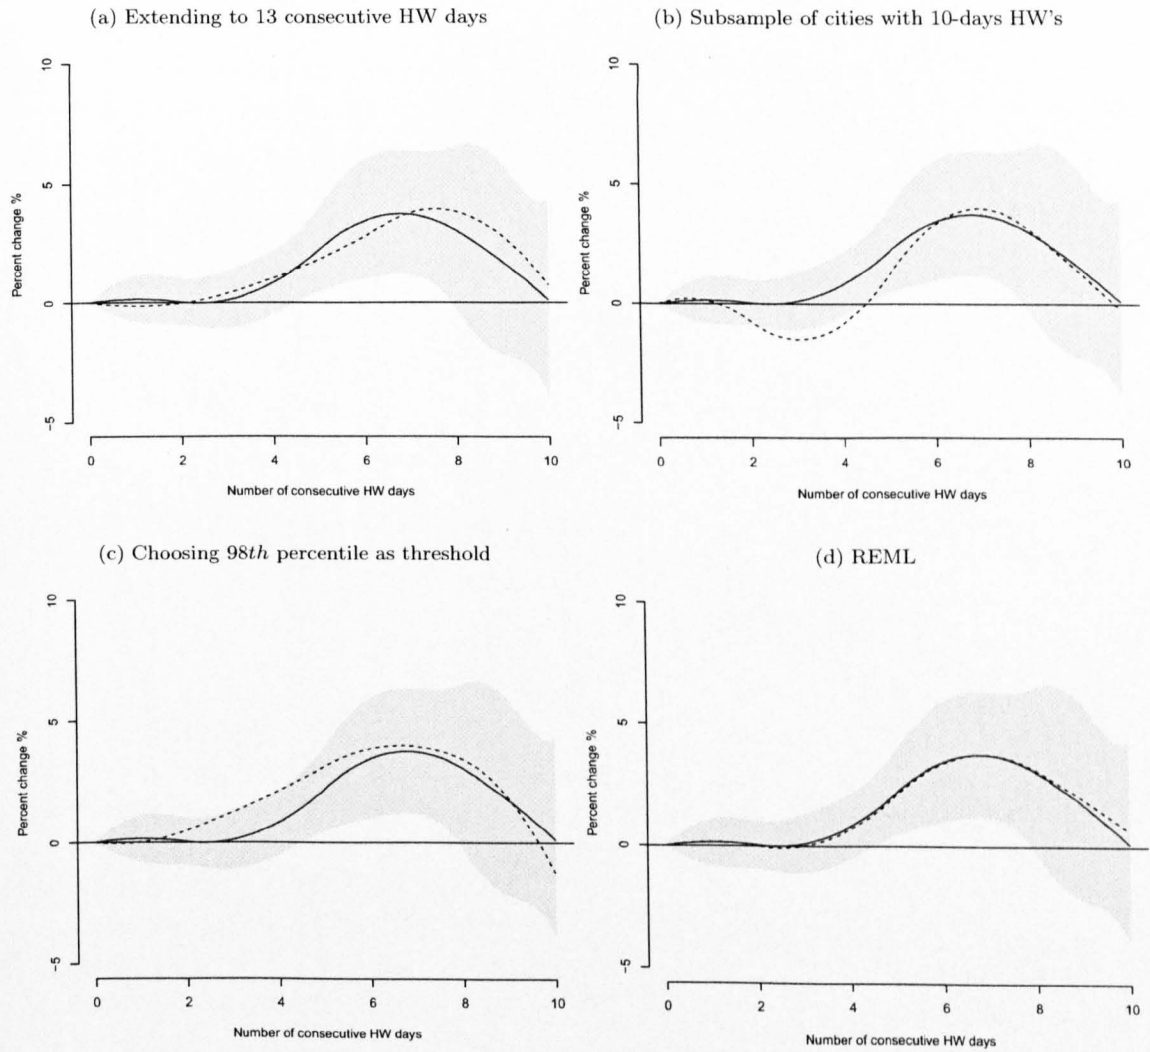 (a) Extending to 13 consecutive HW days
10
5
0
−5
Percent change %
0 2 4 6 8 10
Number of consecutive HW days
(b) Subsample of cities with 10-days HW's
10
5
0
−5
Percent change %
0 2 4 6 8 10
Number of consecutive HW days
(c) Choosing 98th percentile as threshold
10
5
0
−5
Percent change %
0 2 4 6 8 10
Number of consecutive HW days
(d) REML
10
5
0
−5
Percent change %
0 2 4 6 8 10
Number of consecutive HW days